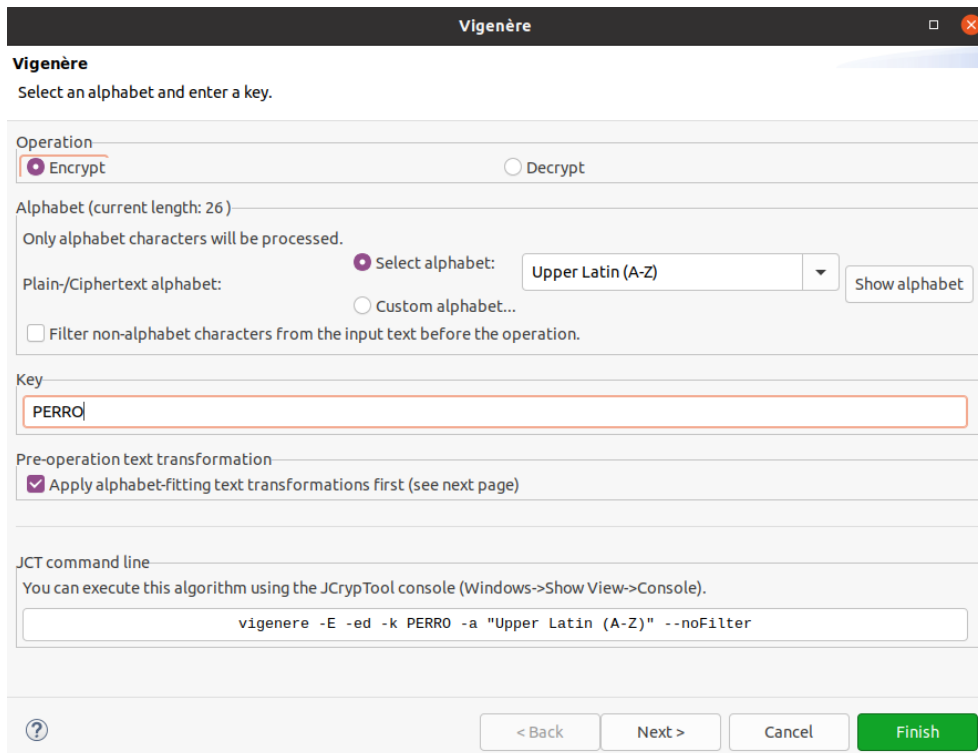 Vigenère
Vigenère
Select an alphabet and enter a key.
Operation
Encrypt Decrypt
Alphabet (current length: 26 )
Only alphabet characters will be processed.
Plain-/Ciphertext alphabet: Select alphabet: Upper Latin (A-Z) Show alphabet
Custom alphabet...
Filter non-alphabet characters from the input text before the operation.
Key
PERRO
Pre-operation text transformation
Apply alphabet-fitting text transformations first (see next page)
JCT command line
You can execute this algorithm using the JCrypTool console (Windows->Show View->Console).
vigenere -E -ed -k PERRO -a "Upper Latin (A-Z)" --noFilter
? < Back Next > Cancel Finish